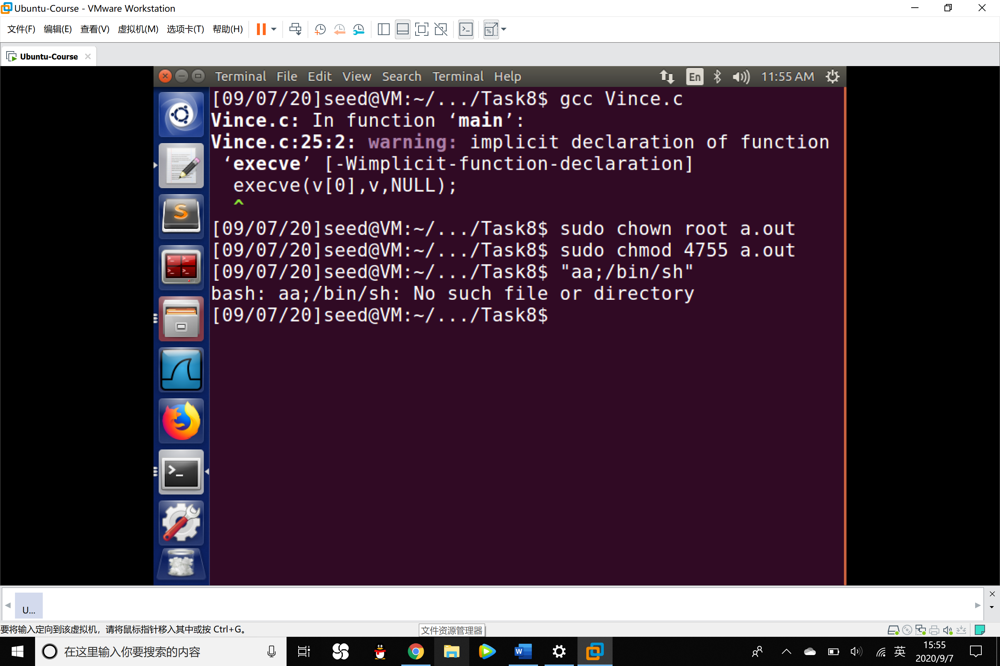 Ubuntu-Course - VMware Workstation
文件(F) 编辑(E) 查看(V) 虚拟机(M) 选项卡(T) 帮助(H)
Ubuntu-Course
Terminal File Edit View Search Terminal Help En 11:55 AM
[09/07/20]seed@VM:~/.../Task8$ gcc Vince.c
Vince.c: In function ‘main’:
Vince.c:25:2: warning: implicit declaration of function
‘execve’ [-Wimplicit-function-declaration]
execve(v[0],v,NULL);
^
[09/07/20]seed@VM:~/.../Task8$ sudo chown root a.out
[09/07/20]seed@VM:~/.../Task8$ sudo chmod 4755 a.out
[09/07/20]seed@VM:~/.../Task8$ "aa;/bin/sh"
bash: aa;/bin/sh: No such file or directory
[09/07/20]seed@VM:~/.../Task8$
U...
要将输入定向到该虚拟机，请将鼠标指针移入其中或按 Ctrl+G。
文件资源管理器
在这里输入你要搜索的内容
英
15:55
2020/9/7